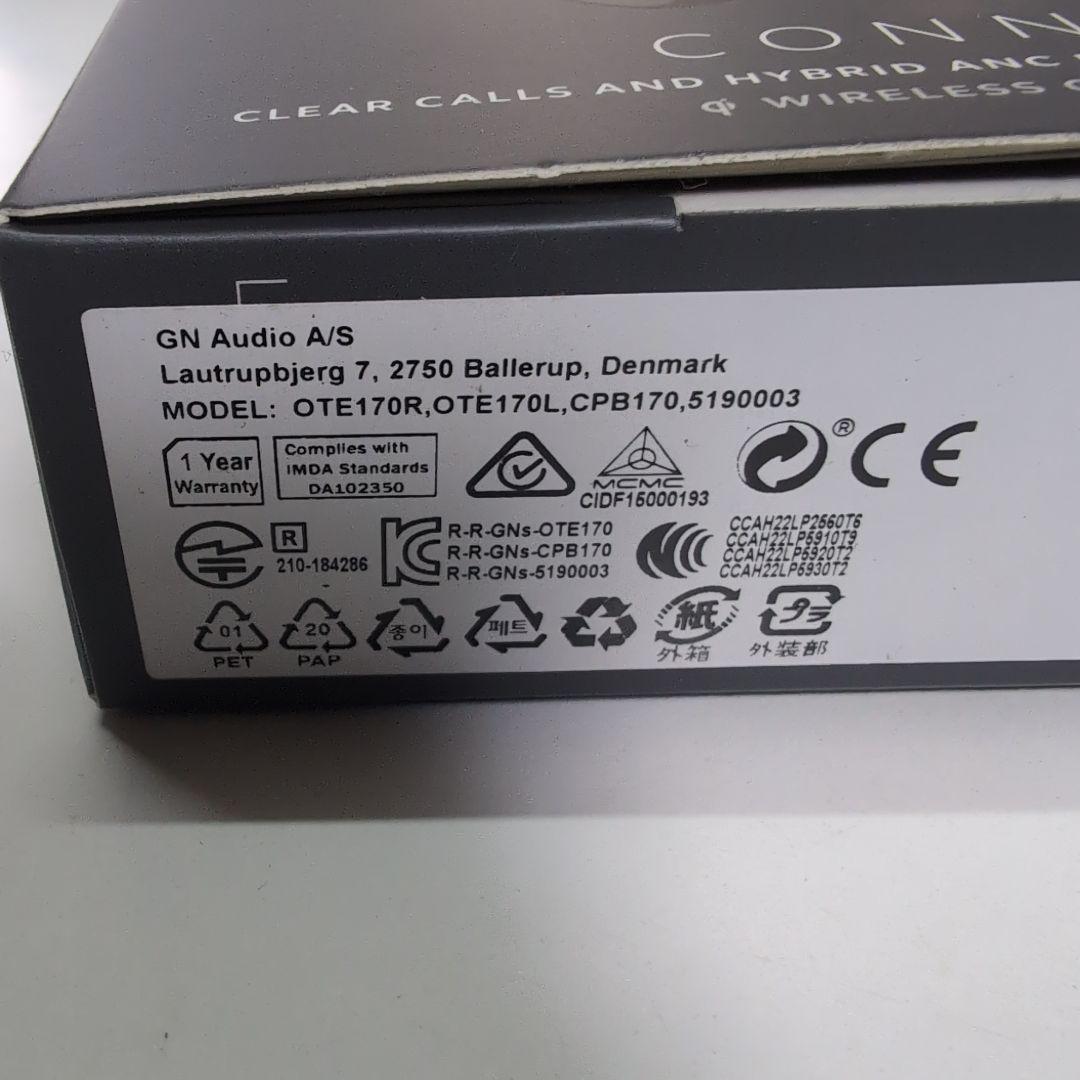 CONN
CLEAR CALLS AND HYBRID ANC
WIRELESS
GN Audio A/S
Lautrupbjerg 7, 2750 Ballerup, Denmark
MODEL: OTE170R,OTE170L,CPB170,5190003
1 Year
Warranty
Complies with
IMDA Standards
DA102350
MCMC
CIDF15000193
®
CE
R
210-184286
R-R-GNs-OTE170
R-R-GNs-CPB170
R-R-GNs-5190003
CCAH22LP2560T6
CCAH22LP5910T9
CCAH22LP5920T2
CCAH22LP5930T2
01
PET
20
PAP
종이
페트
紙
外箱
プラ
外装部